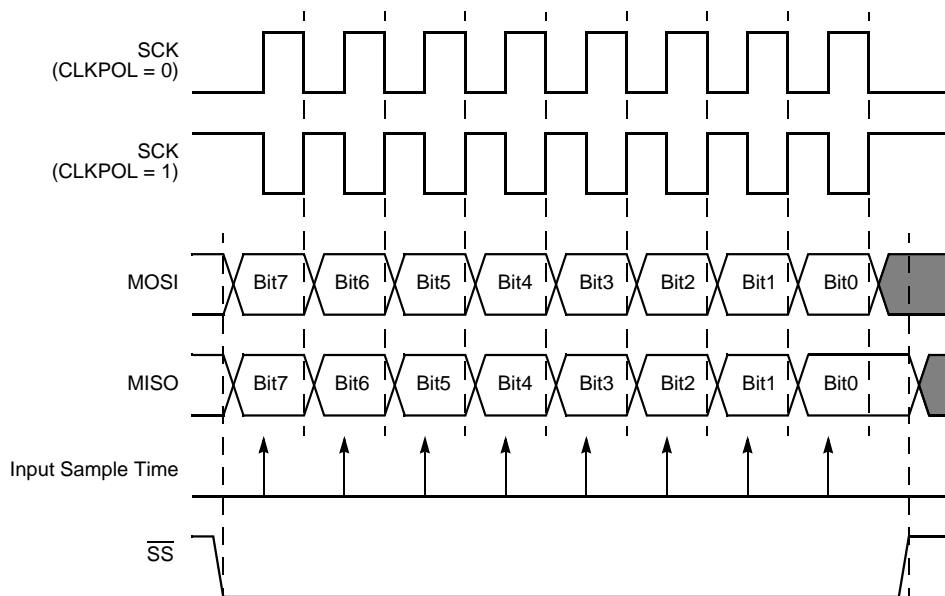 SCK
(CLKPOL = 0)
SCK
(CLKPOL = 1)
MOSI
Bit7 Bit6 Bit5 Bit4 Bit3 Bit2 Bit1 Bit0
MISO
Bit7 Bit6 Bit5 Bit4 Bit3 Bit2 Bit1 Bit0
Input Sample Time
SS